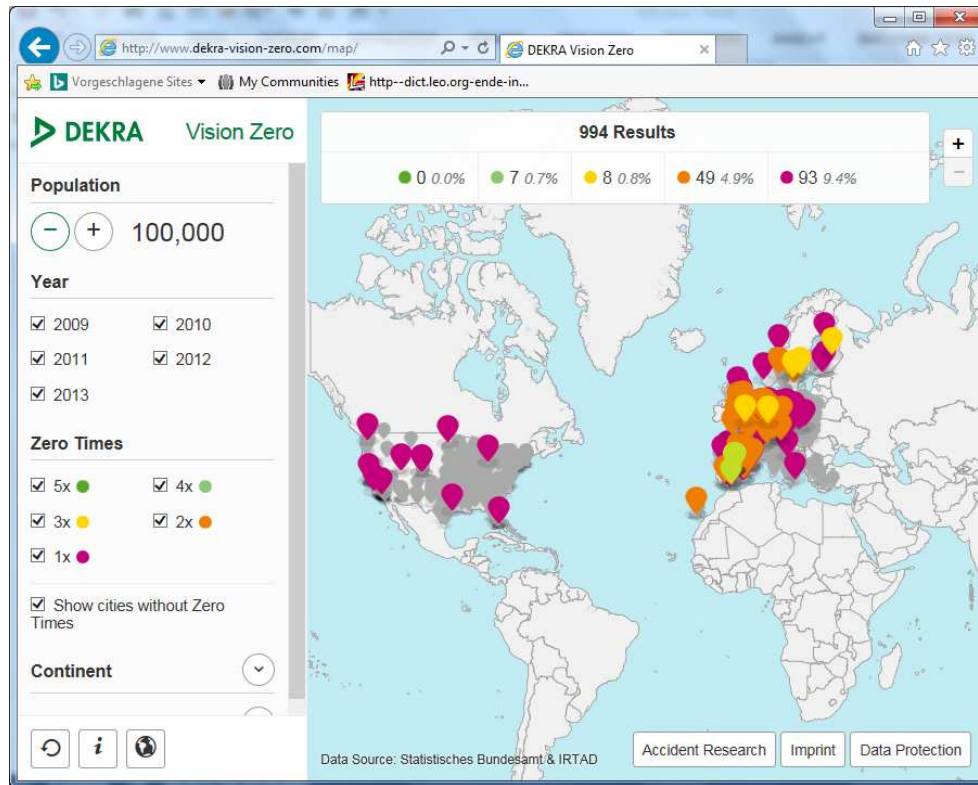 http://www.dekra-vision-zero.com/map/
DEKRA Vision Zero
Vorgeschlagene Sites
My Communities
http--dict.leo.org-ende-in...
DEKRA Vision Zero
994 Results
0 0.0% 7 0.7% 8 0.8% 49 4.9% 93 9.4%
+
−
Population
− + 100,000
Year
2009 2010
2011 2012
2013
Zero Times
5x 4x
3x 2x
1x
Show cities without Zero
Times
Continent
i
Data Source: Statistisches Bundesamt & IRTAD
Accident Research Imprint Data Protection